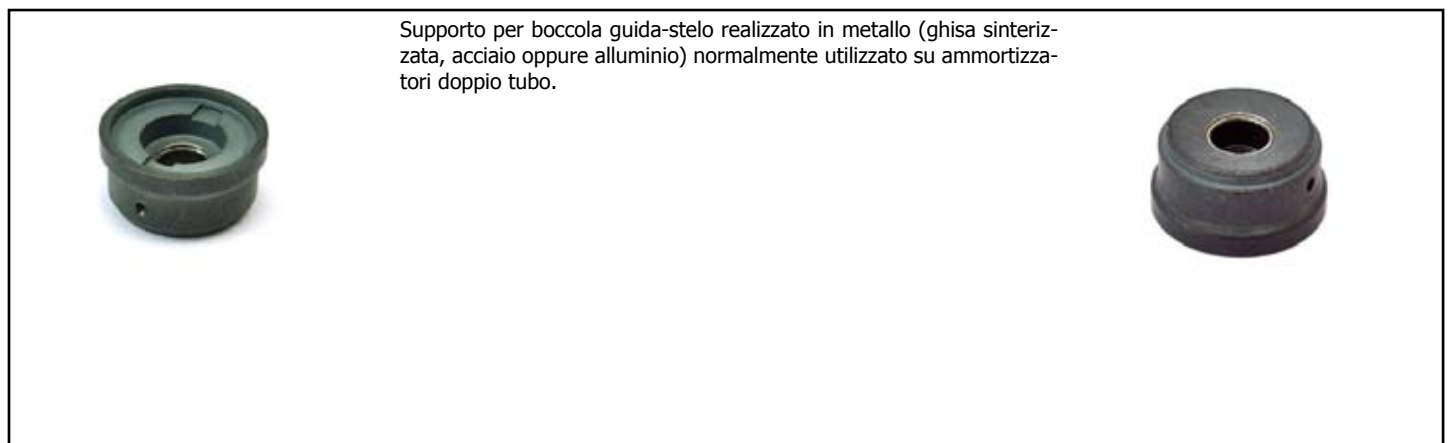 Supporto per boccola guida-stelo realizzato in metallo (ghisa sinteriz-
zata, acciaio oppure alluminio) normalmente utilizzato su ammortizza-
tori doppio tubo.